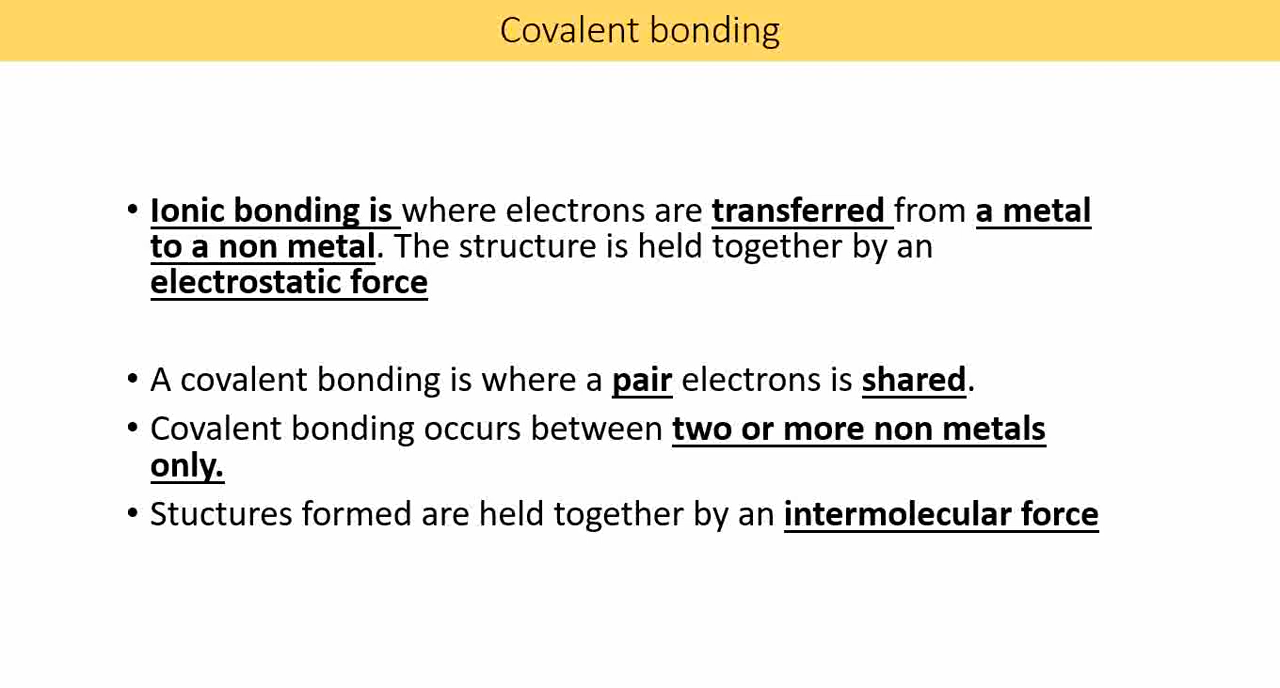 Covalent bonding
• Ionic bonding is where electrons are transferred from a metal
to a non metal. The structure is held together by an
electrostatic force
• A covalent bonding is where a pair electrons is shared.
• Covalent bonding occurs between two or more non metals
only.
• Stuctures formed are held together by an intermolecular force